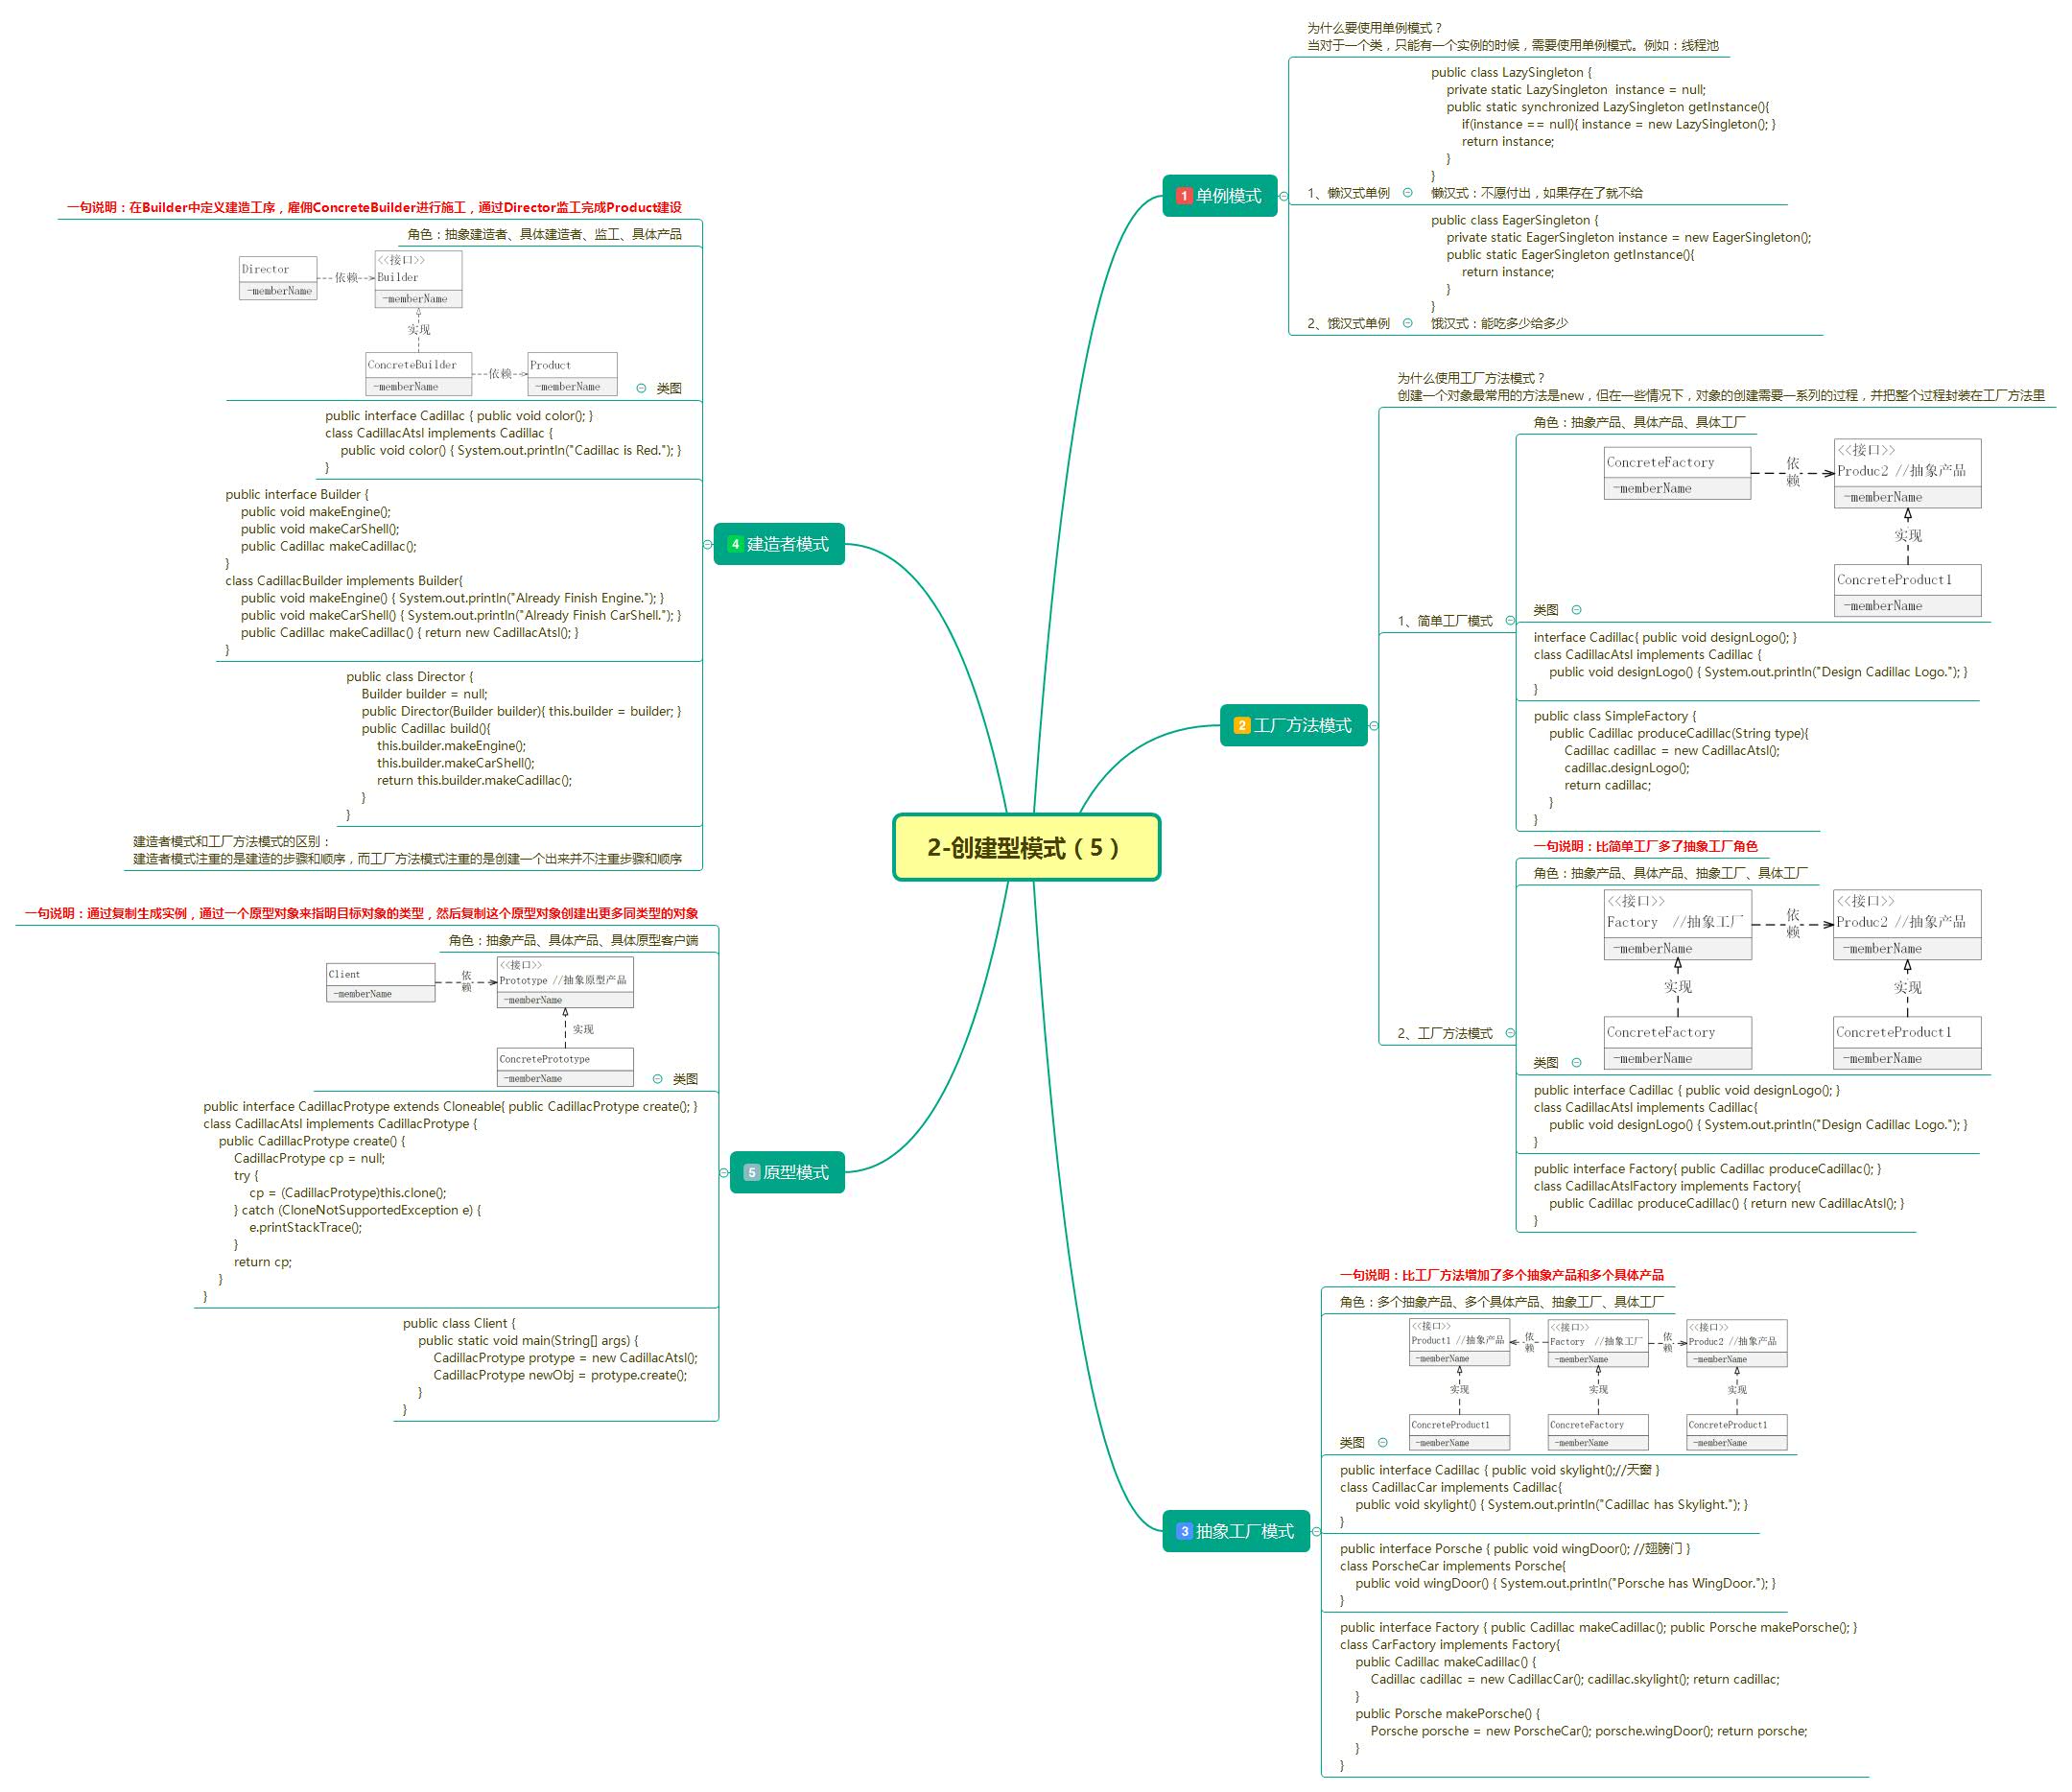 2-创建型模式（5）
1 单例模式
为什么要使用单例模式？
当对于一个类，只能有一个实例的时候，需要使用单例模式。例如：线程池
1、懒汉式单例
public class LazySingleton {
private static LazySingleton  instance = null;
public static synchronized LazySingleton getInstance(){
if(instance == null){ instance = new LazySingleton(); }
return instance;
}
}
懒汉式：不愿付出，如果存在了就不给
2、饿汉式单例
public class EagerSingleton {
private static EagerSingleton instance = new EagerSingleton();
public static EagerSingleton getInstance(){
return instance;
}
}
饿汉式：能吃多少给多少
2 工厂方法模式
为什么使用工厂方法模式？
创建一个对象最常用的方法是new，但在一些情况下，对象的创建需要一系列的过程，并把整个过程封装在工厂方法里
1、简单工厂模式
角色：抽象产品、具体产品、具体工厂
类图
ConcreteFactory
-memberName
依赖
<<接口>>
Produc2 //抽象产品
-memberName
实现
ConcreteProduct1
-memberName
interface Cadillac{ public void designLogo(); }
class CadillacAtsl implements Cadillac {
public void designLogo() { System.out.println("Design Cadillac Logo."); }
}
public class SimpleFactory {
public Cadillac produceCadillac(String type){
Cadillac cadillac = new CadillacAtsl();
cadillac.designLogo();
return cadillac;
}
}
2、工厂方法模式
一句说明：比简单工厂多了抽象工厂角色
角色：抽象产品、具体产品、抽象工厂、具体工厂
类图
<<接口>>
Factory  //抽象工厂
-memberName
依赖
<<接口>>
Produc2 //抽象产品
-memberName
实现
实现
ConcreteFactory
-memberName
ConcreteProduct1
-memberName
public interface Cadillac { public void designLogo(); }
class CadillacAtsl implements Cadillac{
public void designLogo() { System.out.println("Design Cadillac Logo."); }
}
public interface Factory{ public Cadillac produceCadillac(); }
class CadillacAtslFactory implements Factory{
public Cadillac produceCadillac() { return new CadillacAtsl(); }
}
3 抽象工厂模式
一句说明：比工厂方法增加了多个抽象产品和多个具体产品
角色：多个抽象产品、多个具体产品、抽象工厂、具体工厂
类图
<<接口>>
Product1 //抽象产品
-memberName
依赖
<<接口>>
Factory  //抽象工厂
-memberName
依赖
<<接口>>
Produc2 //抽象产品
-memberName
实现
实现
实现
ConcreteProduct1
-memberName
ConcreteFactory
-memberName
ConcreteProduct1
-memberName
public interface Cadillac { public void skylight();//天窗 }
class CadillacCar implements Cadillac{
public void skylight() { System.out.println("Cadillac has Skylight."); }
}
public interface Porsche { public void wingDoor(); //翅膀门 }
class PorscheCar implements Porsche{
public void wingDoor() { System.out.println("Porsche has WingDoor."); }
}
public interface Factory { public Cadillac makeCadillac(); public Porsche makePorsche(); }
class CarFactory implements Factory{
public Cadillac makeCadillac() {
Cadillac cadillac = new CadillacCar(); cadillac.skylight(); return cadillac;
}
public Porsche makePorsche() {
Porsche porsche = new PorscheCar(); porsche.wingDoor(); return porsche;
}
}
4 建造者模式
一句说明：在Builder中定义建造工序，雇佣ConcreteBuilder进行施工，通过Director监工完成Product建设
角色：抽象建造者、具体建造者、监工、具体产品
类图
Director
-memberName
依赖
<<接口>>
Builder
-memberName
实现
ConcreteBuilder
-memberName
依赖
Product
-memberName
public interface Cadillac { public void color(); }
class CadillacAtsl implements Cadillac {
public void color() { System.out.println("Cadillac is Red."); }
}
public interface Builder {
public void makeEngine();
public void makeCarShell();
public Cadillac makeCadillac();
}
class CadillacBuilder implements Builder{
public void makeEngine() { System.out.println("Already Finish Engine."); }
public void makeCarShell() { System.out.println("Already Finish CarShell."); }
public Cadillac makeCadillac() { return new CadillacAtsl(); }
}
public class Director {
Builder builder = null;
public Director(Builder builder){ this.builder = builder; }
public Cadillac build(){
this.builder.makeEngine();
this.builder.makeCarShell();
return this.builder.makeCadillac();
}
}
建造者模式和工厂方法模式的区别：
建造者模式注重的是建造的步骤和顺序，而工厂方法模式注重的是创建一个出来并不注重步骤和顺序
5 原型模式
一句说明：通过复制生成实例，通过一个原型对象来指明目标对象的类型，然后复制这个原型对象创建出更多同类型的对象
角色：抽象产品、具体产品、具体原型客户端
类图
Client
-memberName
依赖
<<接口>>
Prototype //抽象原型产品
-memberName
实现
ConcretePrototype
-memberName
public interface CadillacProtype extends Cloneable{ public CadillacProtype create(); }
class CadillacAtsl implements CadillacProtype {
public CadillacProtype create() {
CadillacProtype cp = null;
try {
cp = (CadillacProtype)this.clone();
} catch (CloneNotSupportedException e) {
e.printStackTrace();
}
return cp;
}
}
public class Client {
public static void main(String[] args) {
CadillacProtype protype = new CadillacAtsl();
CadillacProtype newObj = protype.create();
}
}